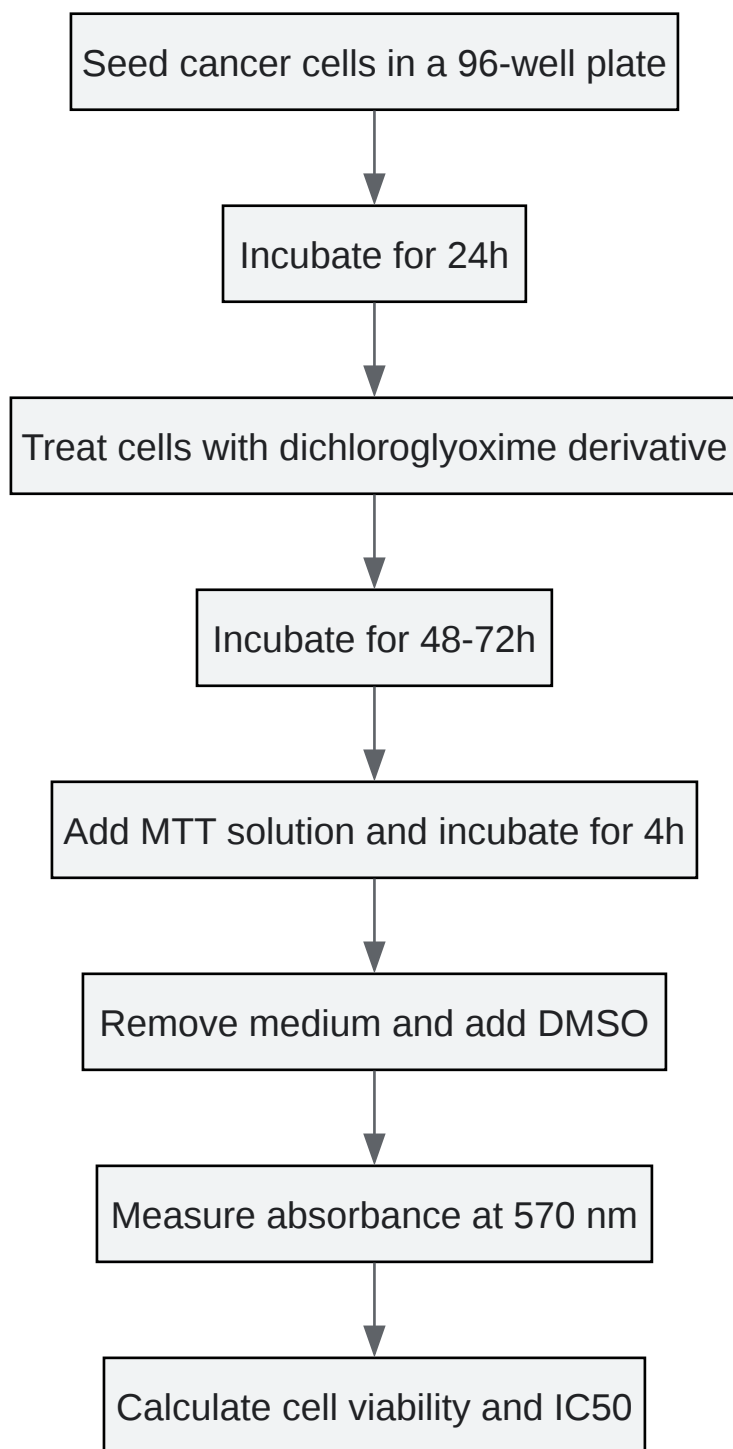 Seed cancer cells in a 96-well plate
Incubate for 24h
Treat cells with dichloroglyoxime derivative
Incubate for 48-72h
Add MTT solution and incubate for 4h
Remove medium and add DMSO
Measure absorbance at 570 nm
Calculate cell viability and IC50